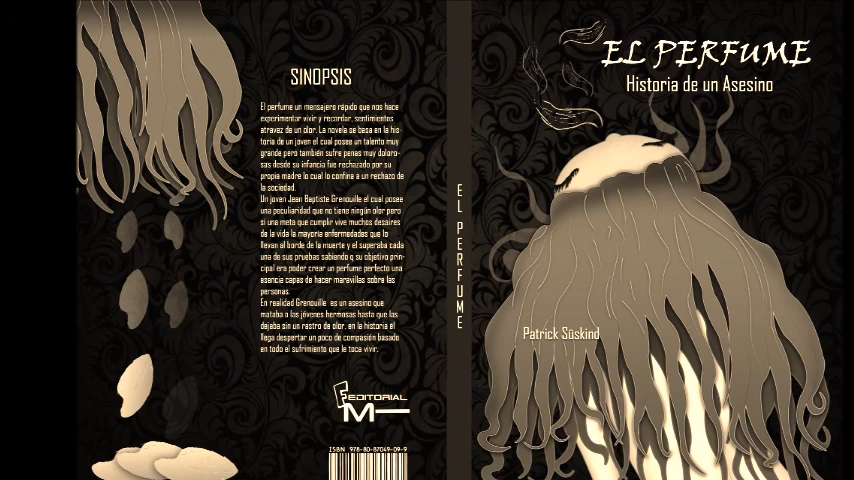 SINOPSIS
El perfume un mensajero rápido que nos hace
experimentar vivir y recordar, sentimientos
atravez de un olor. La novela se basa en la his-
toria de un joven el cual posee un talento muy
grande pero también sufre penas muy doloro-
sas desde su infancia fue rechazado por su
propia madre lo cual lo confina a un rechazo de
la sociedad.
Un joven Jean Baptiste Grenouille el cual posee
una peculiaridad que no tiene ningún olor pero
si una meta que cumplir vive muchos desaires
de la vida la mayoria enfermedades que lo
llevan al borde de la muerte y el superaba cada
una de sus pruebas sabiendo q su objetivo prin-
cipal era poder crear un perfume perfecto una
esencia capas de hacer maravillas sobre las
personas.
En realidad Grenouille es un asesino que
mataba a las jóvenes hermosas hasta que las
dejaba sin un rastro de olor, en la historia él
llega despertar un poco de compasión basado
en todo el sufrimiento que le toca vivir.
EDITORIAL
M
ISBN 978-80-87049-09-9
EL PERFUME
EL PERFUME
Historia de un Asesino
Patrick Süskind